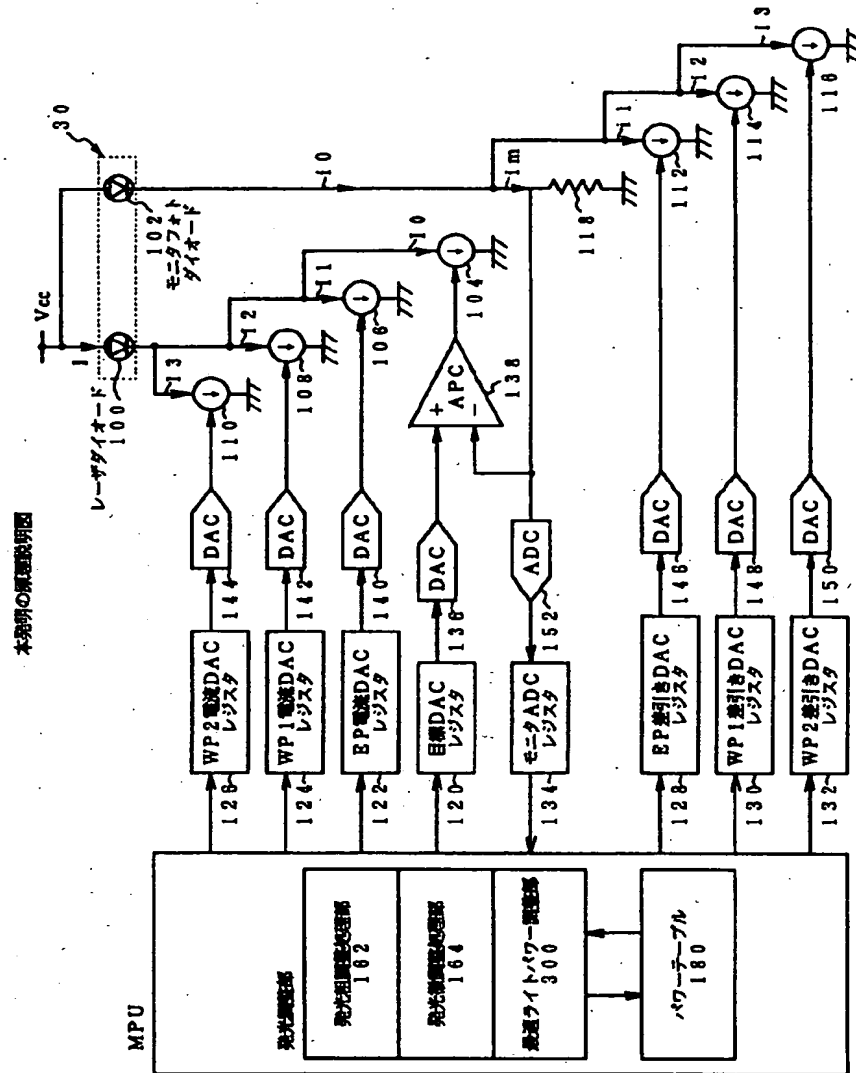 本発明の原理説明図
Vcc
30
I
レーザダイオード
100
102
モニタフォト
ダイオード
I3
I2
I1
I0
i0
im
i1
i2
i3
110
108
106
104
118
112
114
116
MPU
発光調整部
発光粗調整処理部
162
発光微調整処理部
164
最適ライトパワー調整部
300
パワーテーブル
180
126
WP2電流DAC
レジスタ
144
DAC
124
WP1電流DAC
レジスタ
142
DAC
122
EP電流DAC
レジスタ
140
DAC
120
目標DAC
レジスタ
136
DAC
+
APC
−
138
134
モニタADC
レジスタ
152
ADC
128
EP差引きDAC
レジスタ
146
DAC
130
WP1差引きDAC
レジスタ
148
DAC
132
WP2差引きDAC
レジスタ
150
DAC